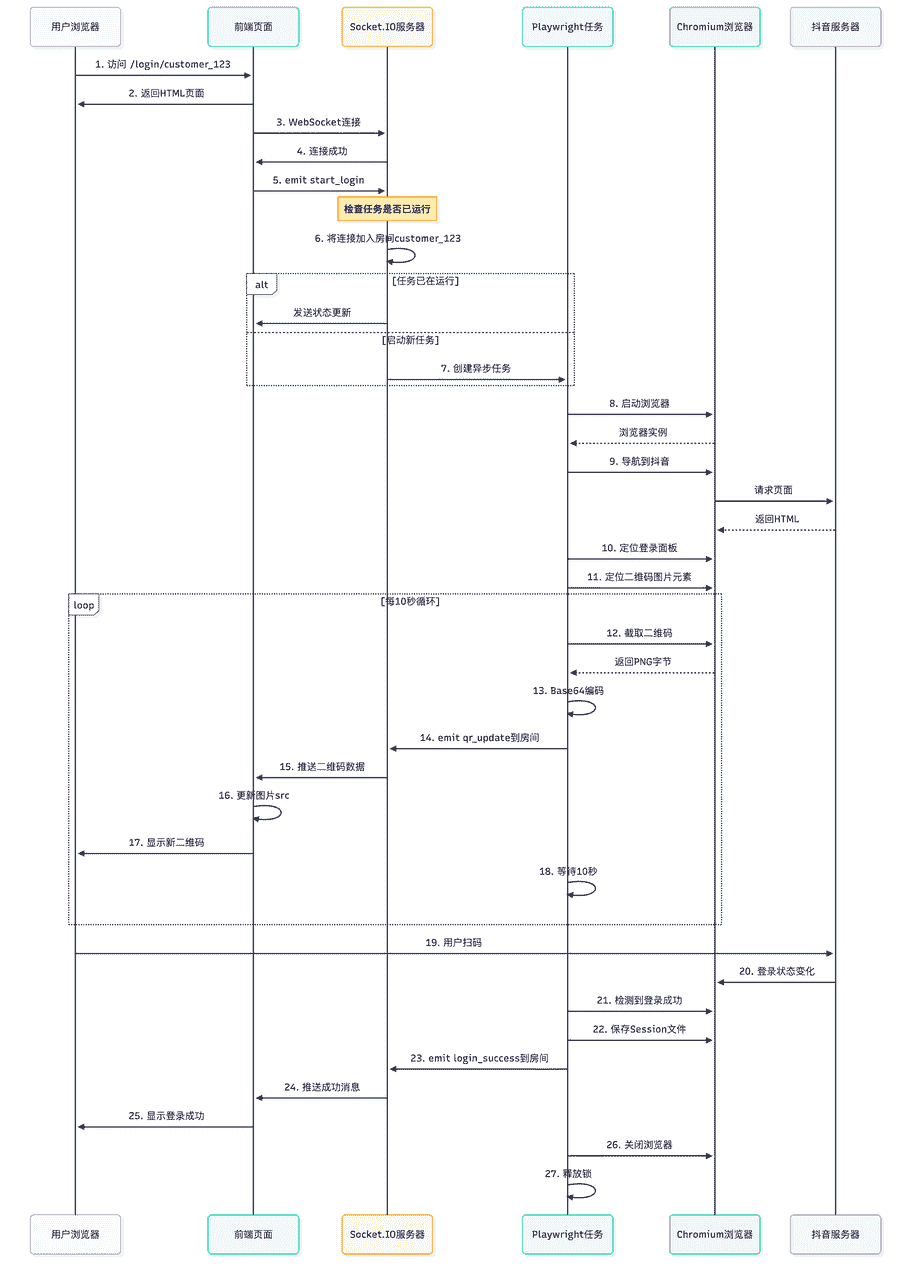 用户浏览器
前端页面
Socket.IO服务器
Playwright任务
Chromium浏览器
抖音服务器
1. 访问 /login/customer_123
2. 返回HTML页面
3. WebSocket连接
4. 连接成功
5. emit start_login
检查任务是否已运行
6. 将连接加入房间customer_123
alt
[任务已在运行]
发送状态更新
[启动新任务]
7. 创建异步任务
8. 启动浏览器
浏览器实例
9. 导航到抖音
请求页面
返回HTML
10. 定位登录面板
11. 定位二维码图片元素
loop
[每10秒循环]
12. 截取二维码
返回PNG字节
13. Base64编码
14. emit qr_update到房间
15. 推送二维码数据
16. 更新图片src
17. 显示新二维码
18. 等待10秒
19. 用户扫码
20. 登录状态变化
21. 检测到登录成功
22. 保存Session文件
23. emit login_success到房间
24. 推送成功消息
25. 显示登录成功
26. 关闭浏览器
27. 释放锁
用户浏览器
前端页面
Socket.IO服务器
Playwright任务
Chromium浏览器
抖音服务器